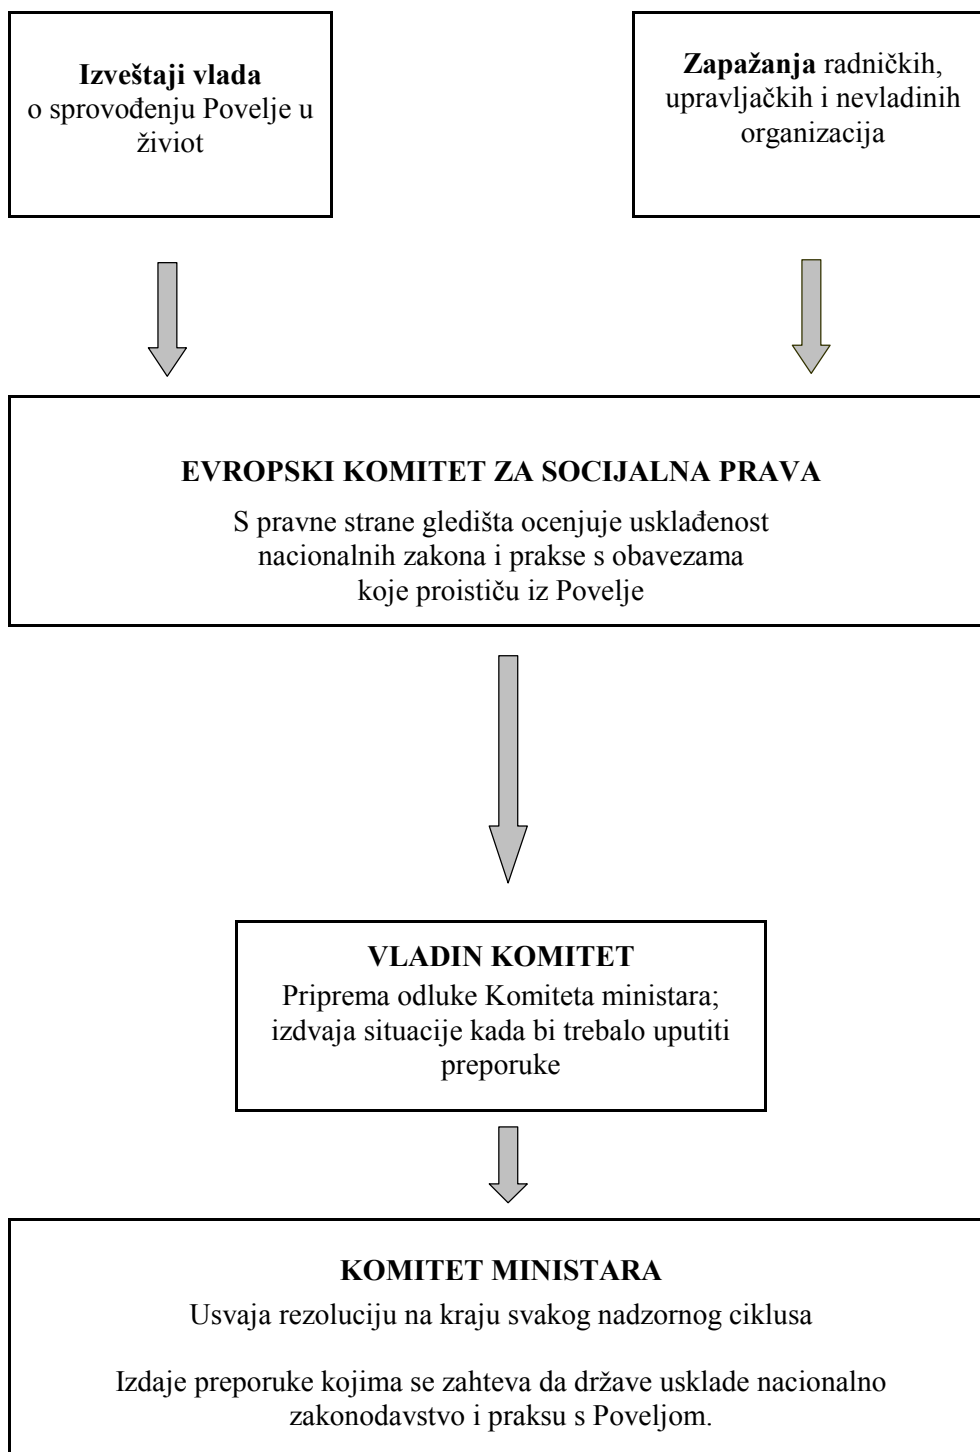 Izveštaji vlada
o sprovođenju Povelje u
živiot
Zapažanja radničkih,
upravljačkih i nevladinih
organizacija
EVROPSKI KOMITET ZA SOCIJALNA PRAVA
S pravne strane gledišta ocenjuje usklađenost
nacionalnih zakona i prakse s obavezama
koje proističu iz Povelje
VLADIN KOMITET
Priprema odluke Komiteta ministara;
izdvaja situacije kada bi trebalo uputiti
preporuke
KOMITET MINISTARA
Usvaja rezoluciju na kraju svakog nadzornog ciklusa
Izdaje preporuke kojima se zahteva da države usklade nacionalno
zakonodavstvo i praksu s Poveljom.